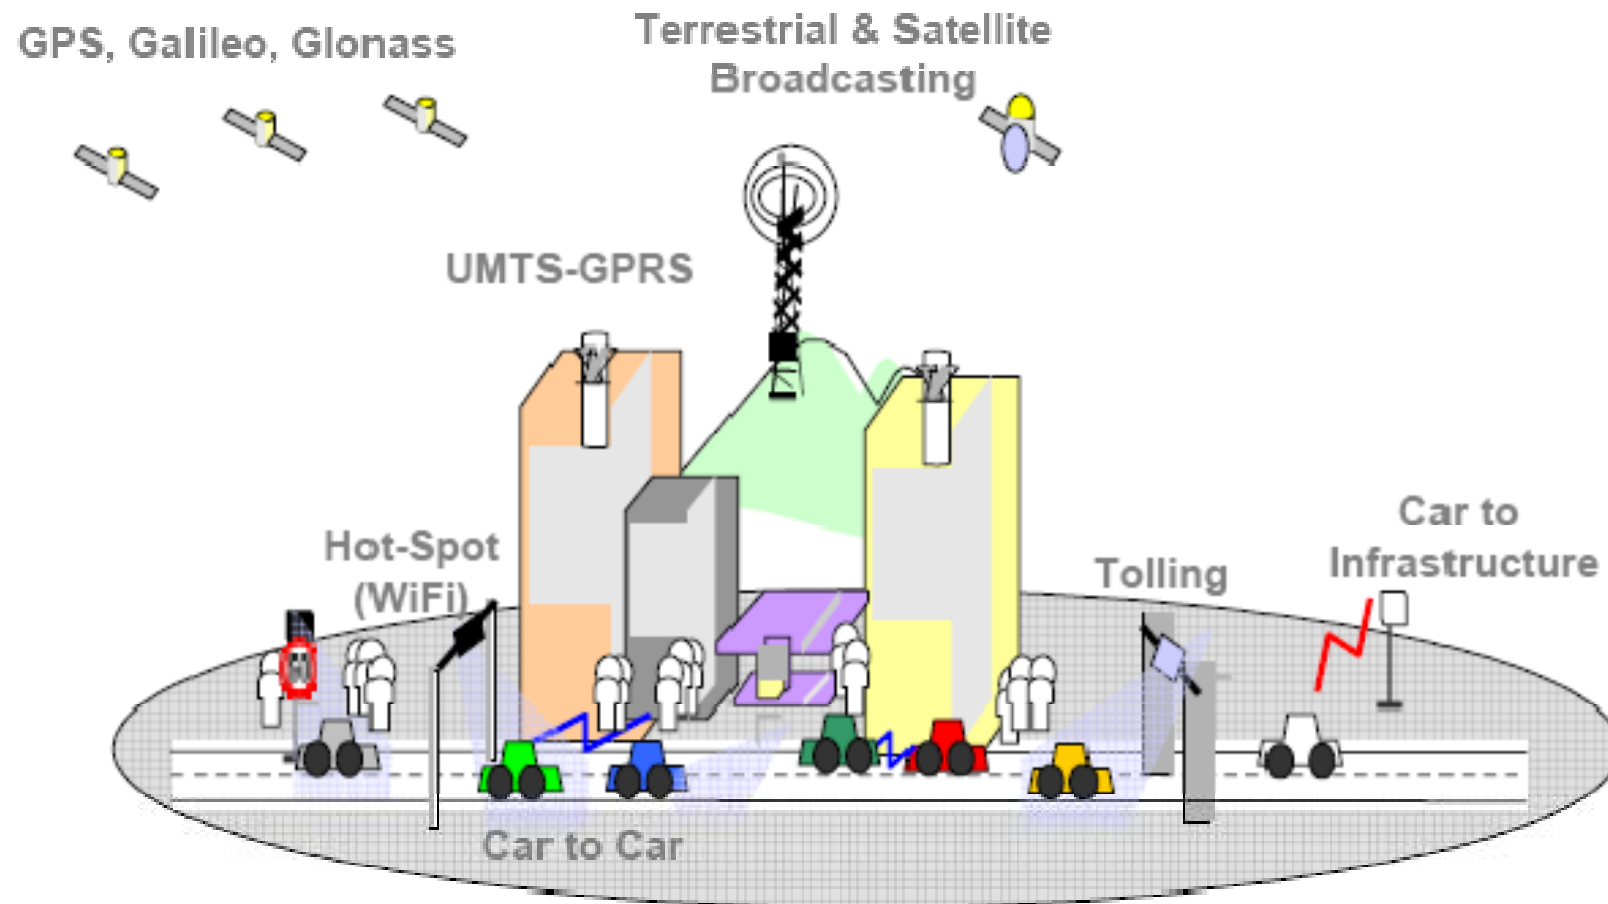 GPS, Galileo, Glonass
Terrestrial & Satellite
Broadcasting
UMTS-GPRS
Hot-Spot
(WiFi)
Tolling
Car to
Infrastructure
Car to Car